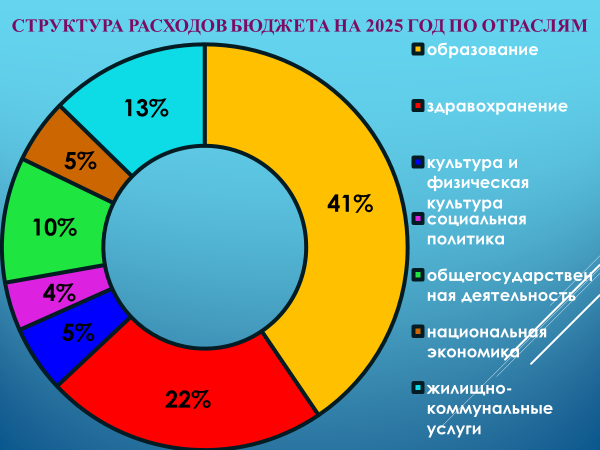 СТРУКТУРА РАСХОДОВ БЮДЖЕТА НА 2025 ГОД ПО ОТРАСЛЯМ
образование
здравохранение
культура и
физическая
культура
социальная
политика
общегосударствен
ная деятельность
национальная
экономика
жилищно-
коммунальные
услуги
41%
22%
5%
4%
10%
5%
13%